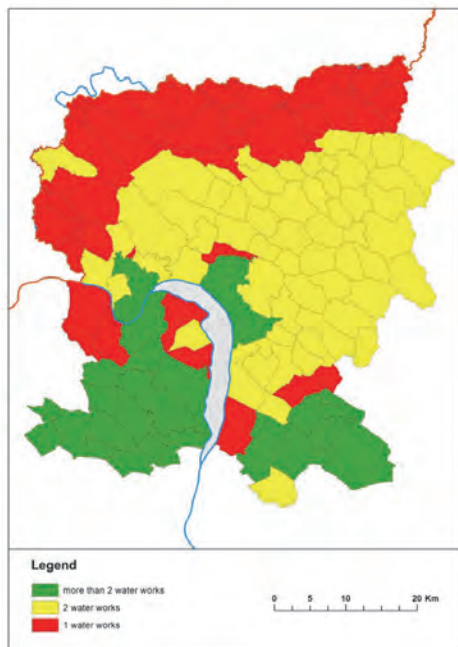 Legend
more than 2 water works
2 water works
1 water works
0 5 10 20 Km